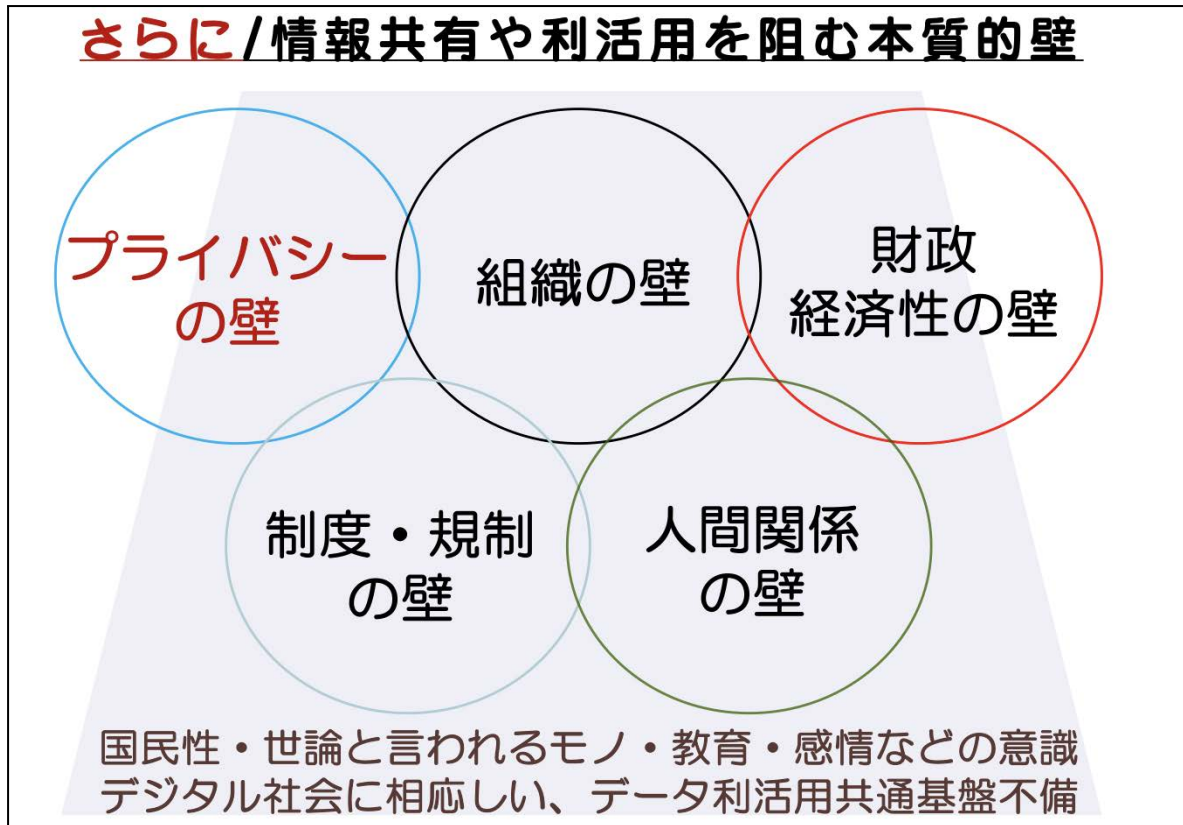 さらに/情報共有や利活用を阻む本質的壁
プライバシー
の壁
組織の壁
財政
経済性の壁
制度・規制
の壁
人間関係
の壁
国民性・世論と言われるモノ・教育・感情などの意識
デジタル社会に相応しい、データ利活用共通基盤不備